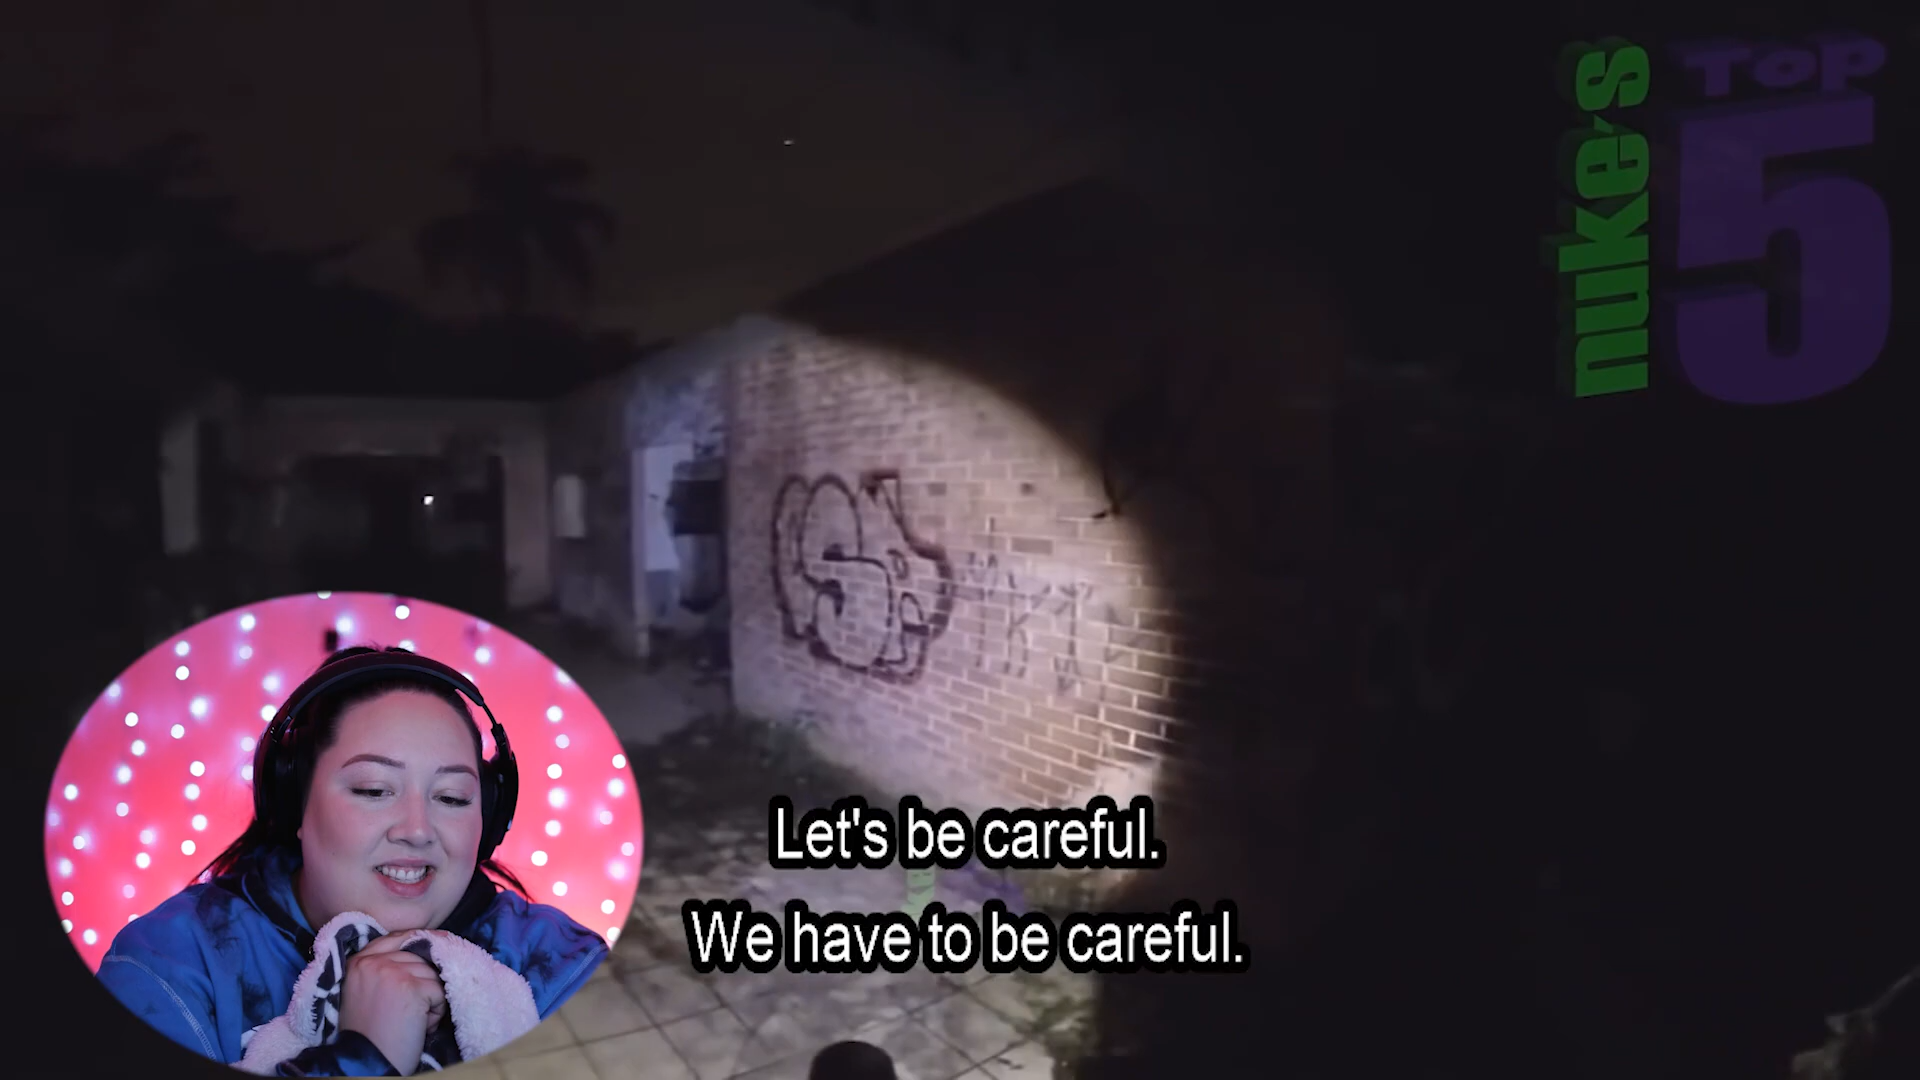 Top
5
nuke's
Let's be careful.
We have to be careful.